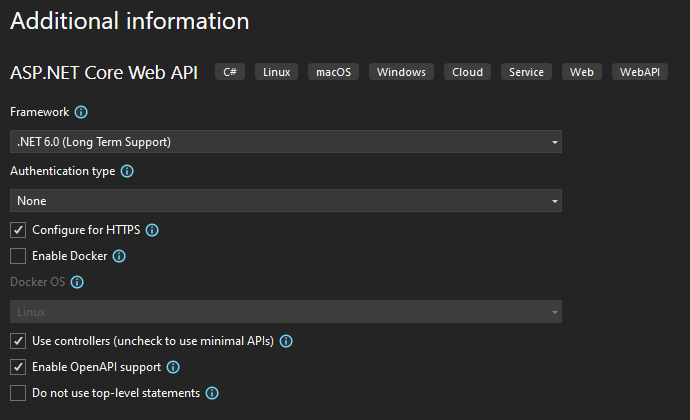 Additional information
ASP.NET Core Web API C# Linux macOS Windows Cloud Service Web WebAPI
Framework
.NET 6.0 (Long Term Support)
Authentication type
None
Configure for HTTPS
Enable Docker
Docker OS
Linux
Use controllers (uncheck to use minimal APIs)
Enable OpenAPI support
Do not use top-level statements